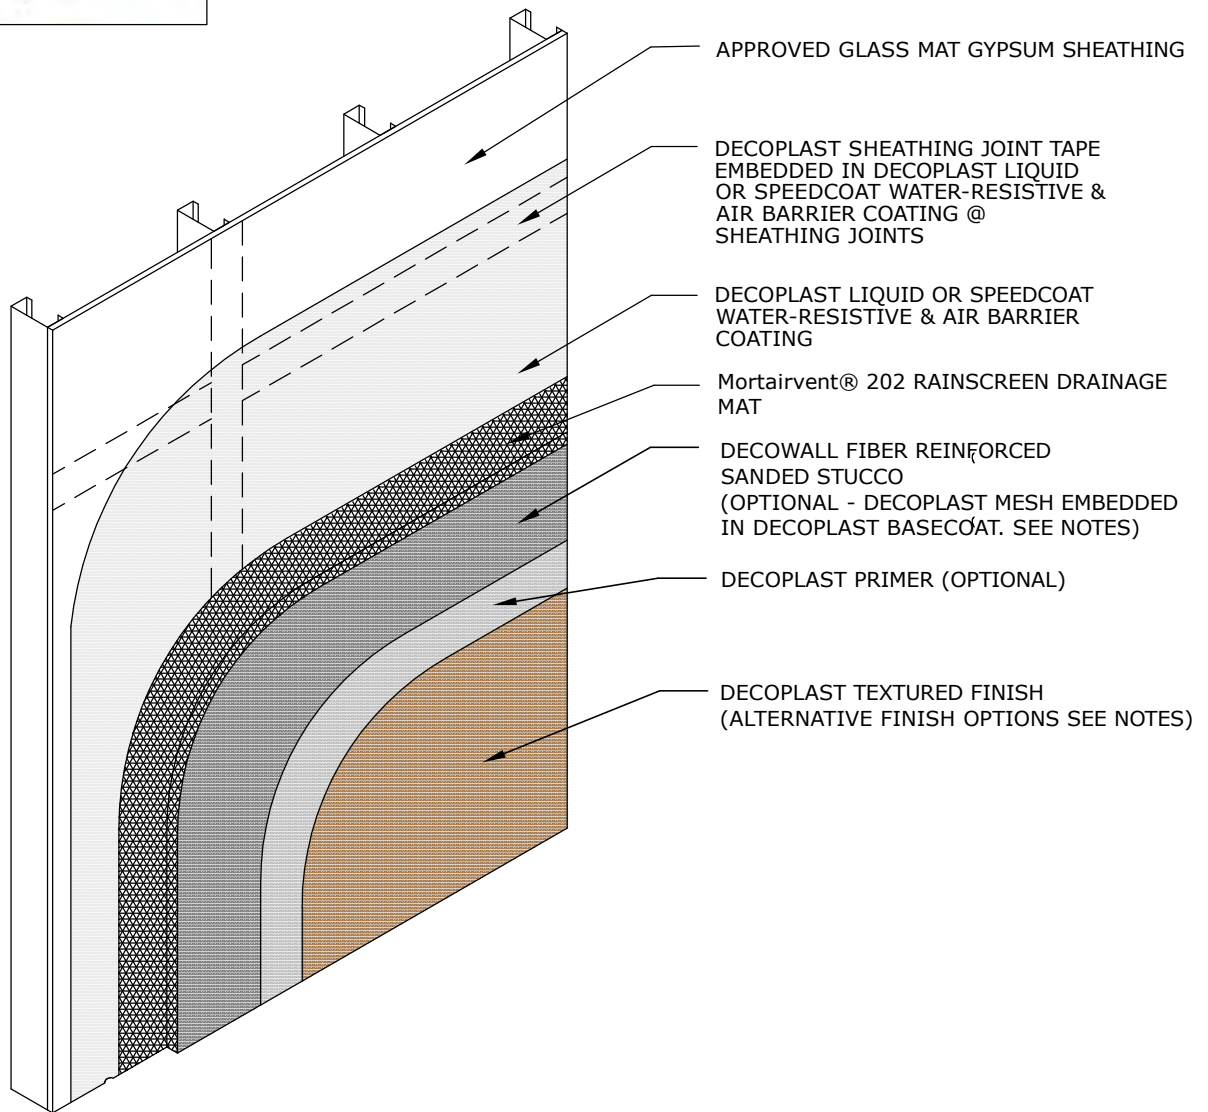 APPROVED GLASS MAT GYPSUM SHEATHING
DECOPLAST SHEATHING JOINT TAPE
EMBEDDED IN DECOPLAST LIQUID
OR SPEEDCOAT WATER-RESISTIVE &
AIR BARRIER COATING @
SHEATHING JOINTS
DECOPLAST LIQUID OR SPEEDCOAT
WATER-RESISTIVE & AIR BARRIER
COATING
Mortairvent® 202 RAINSCREEN DRAINAGE
MAT
DECOWALL FIBER REINFORCED
SANDED STUCCO
(OPTIONAL - DECOPLAST MESH EMBEDDED
IN DECOPLAST BASECOAT. SEE NOTES)
DECOPLAST PRIMER (OPTIONAL)
DECOPLAST TEXTURED FINISH
(ALTERNATIVE FINISH OPTIONS SEE NOTES)